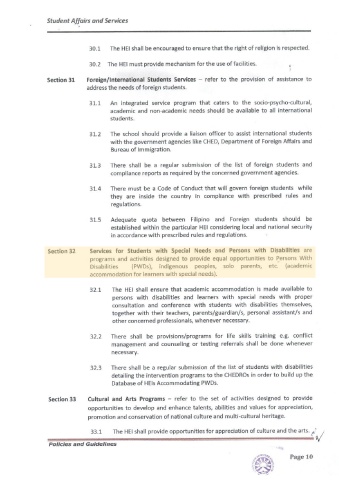 Student Affairs and Services
30.1 The HEI shall be encouraged to ensure that the right of religion is respected.
30.2 The HEI must provide mechanism for the use of facilities.
Section 31 Foreign/International Students Services – refer to the provision of assistance to
address the needs of foreign students.
31.1 An integrated service program that caters to the socio-psycho-cultural,
academic and non-academic needs should be available to all international
students.
31.2 The school should provide a liaison officer to assist international students
with the government agencies like CHED, Department of Foreign Affairs and
Bureau of Immigration.
31.3 There shall be a regular submission of the list of foreign students and
compliance reports as required by the concerned government agencies.
31.4 There must be a Code of Conduct that will govern foreign students while
they are inside the country in compliance with prescribed rules and
regulations.
31.5 Adequate quota between Filipino and Foreign students should be
established within the particular HEI considering local and national security
in accordance with prescribed rules and regulations.
Section 32 Services for Students with Special Needs and Persons with Disabilities are
programs and activities designed to provide equal opportunities to Persons With
Disabilities (PWDs), indigenous peoples, solo parents, etc. (academic
accommodation for learners with special needs).
32.1 The HEI shall ensure that academic accommodation is made available to
persons with disabilities and learners with special needs with proper
consultation and conference with students with disabilities themselves,
together with their teachers, parents/guardian/s, personal assistant/s and
other concerned professionals, whenever necessary.
32.2 There shall be provisions/programs for life skills training e.g. conflict
management and counseling or testing referrals shall be done whenever
necessary.
32.3 There shall be a regular submission of the list of students with disabilities
detailing the intervention programs to the CHEDROs in order to build up the
Database of HEIs Accommodating PWDs.
Section 33 Cultural and Arts Programs – refer to the set of activities designed to provide
opportunities to develop and enhance talents, abilities and values for appreciation,
promotion and conservation of national culture and multi-cultural heritage.
33.1 The HEI shall provide opportunities for appreciation of culture and the arts.
Policies and Guidelines
Page 10